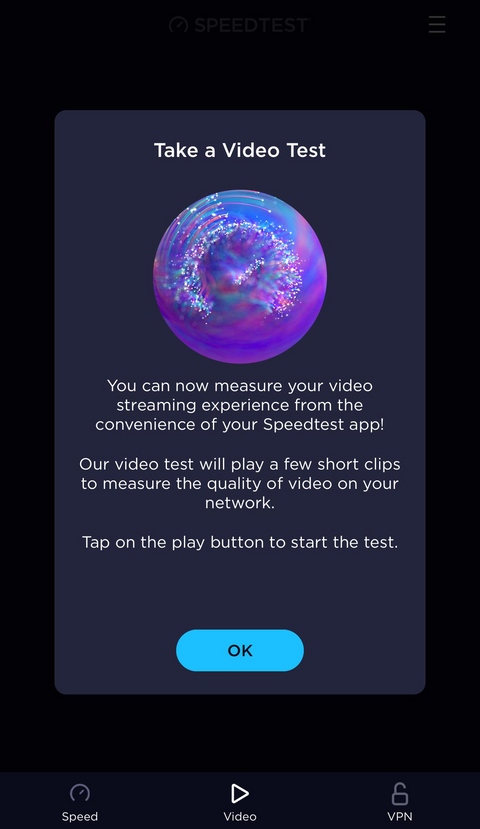 SPEEDTEST
Take a Video Test
You can now measure your video
streaming experience from the
convenience of your Speedtest app!
Our video test will play a few short clips
to measure the quality of video on your
network.
Tap on the play button to start the test.
OK
Speed
Video
VPN